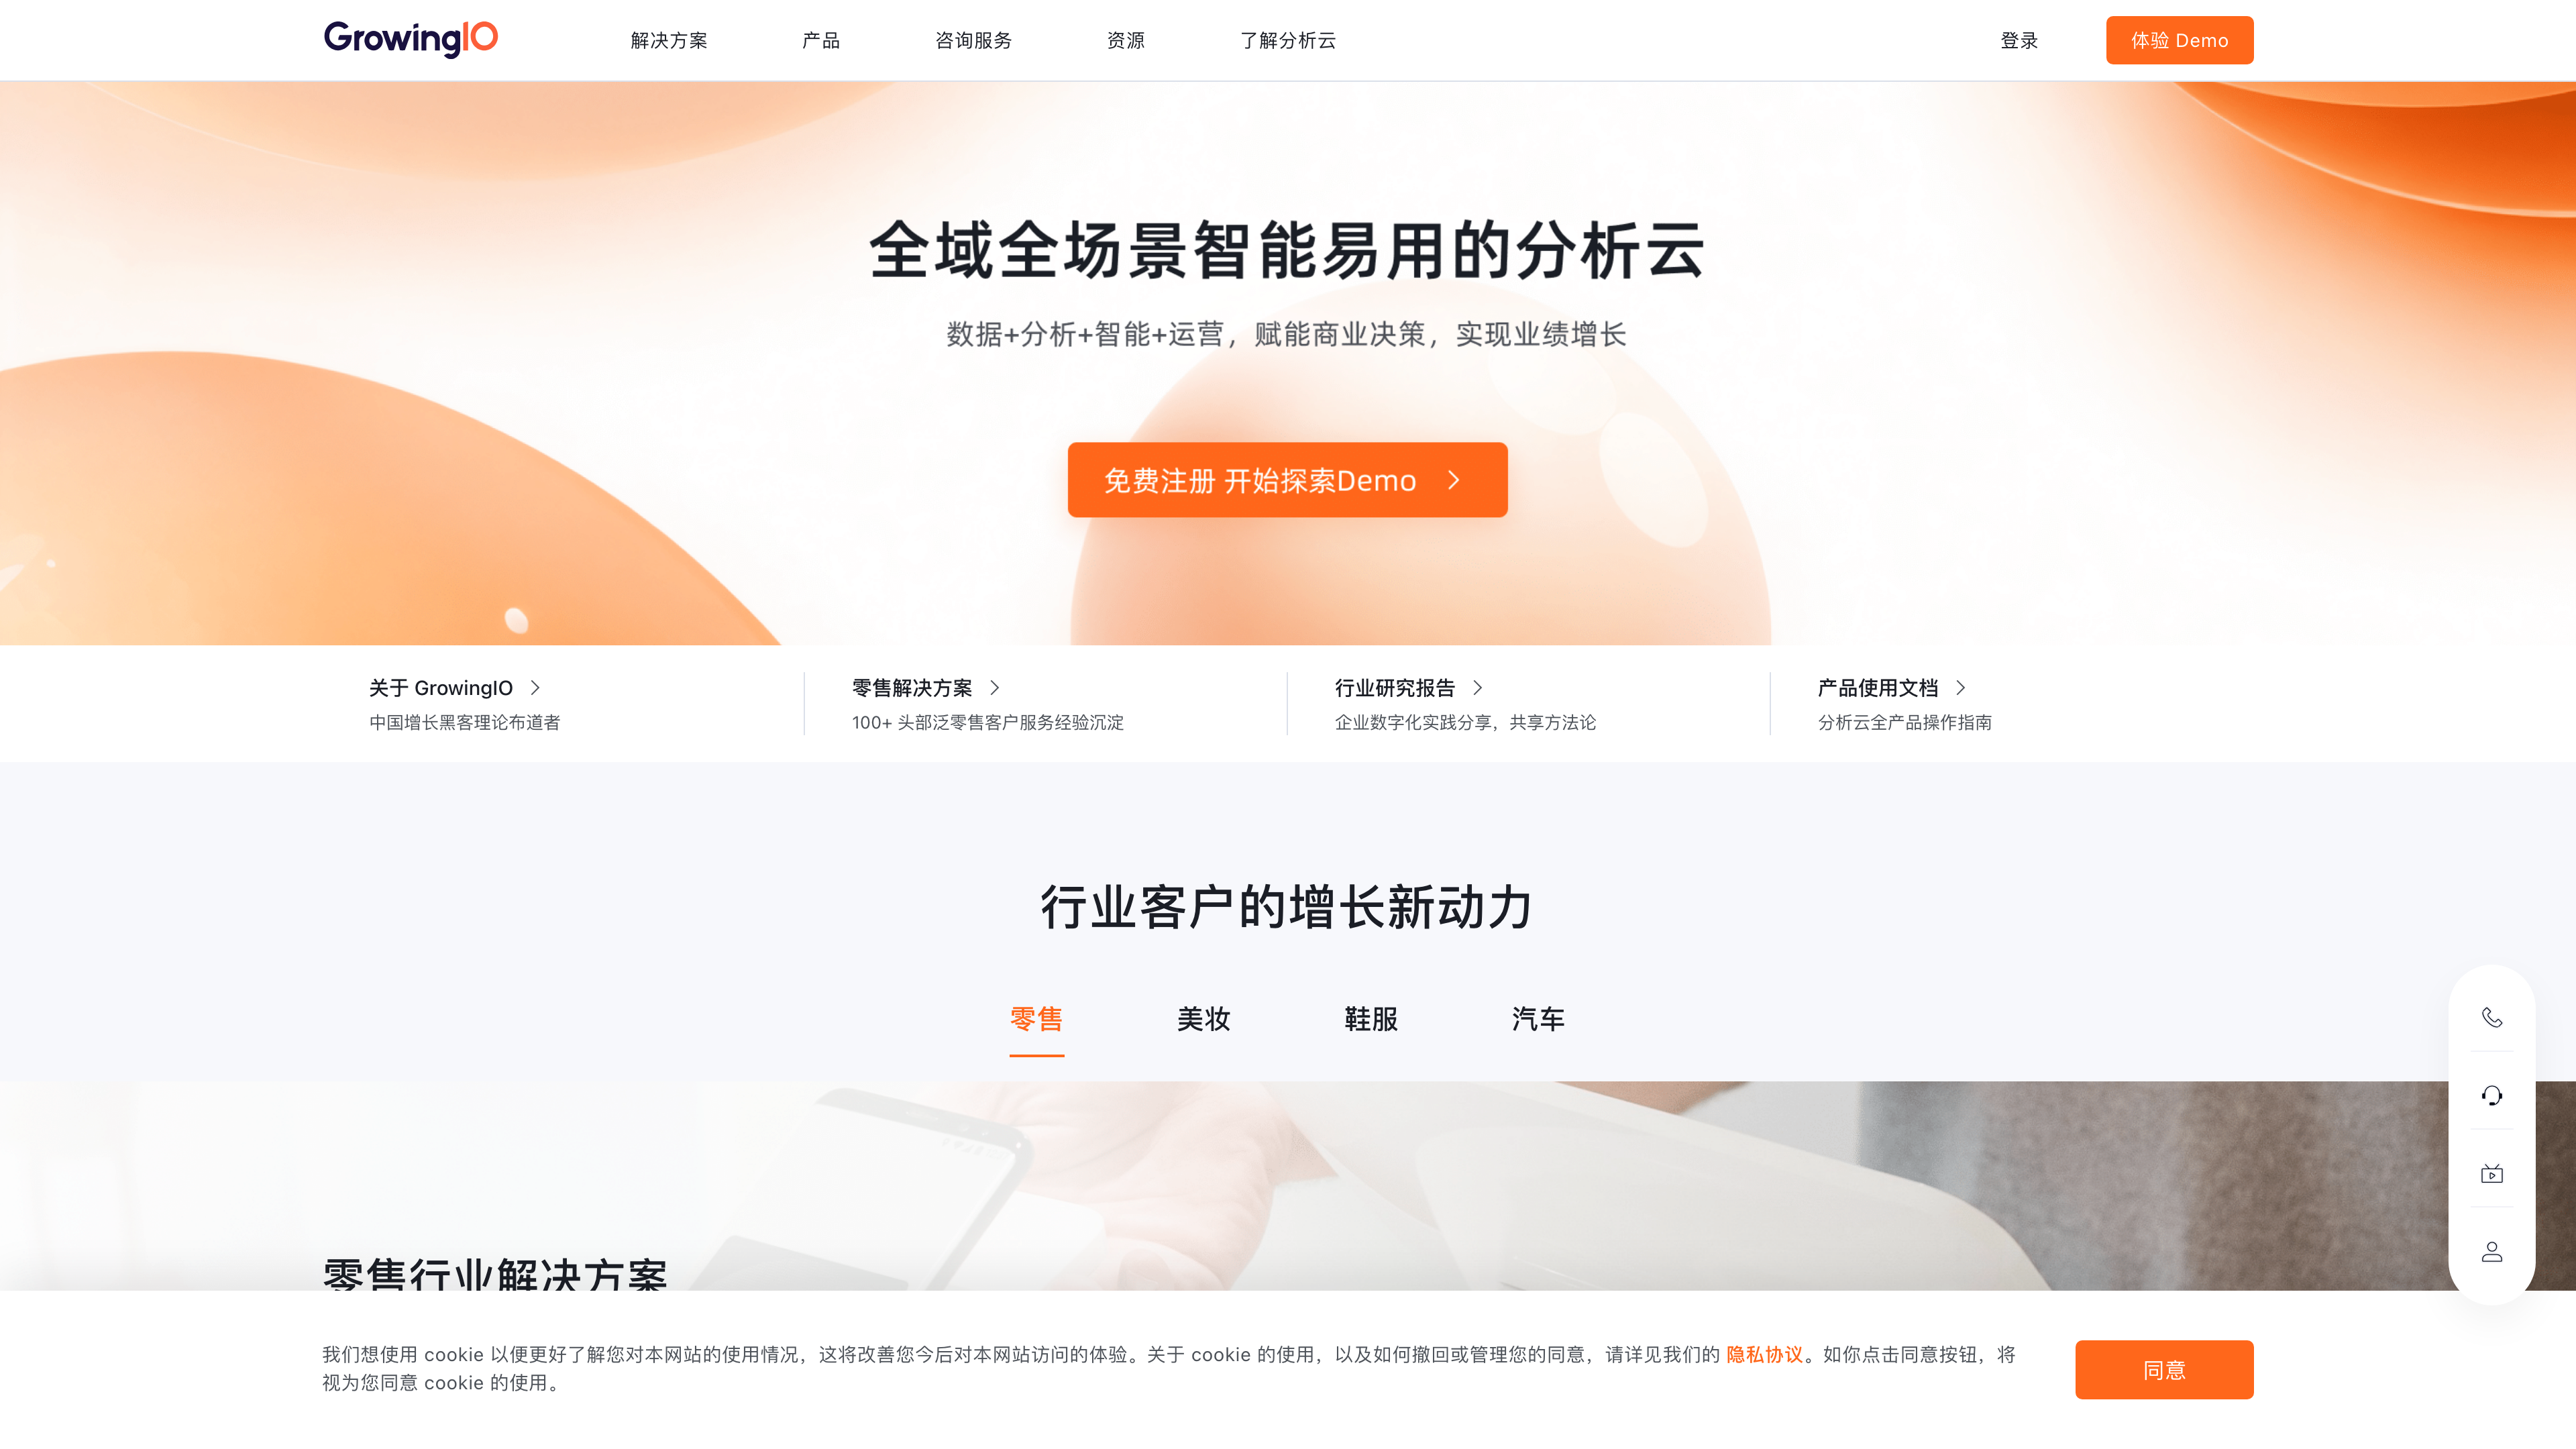 GrowingIO
解决方案
产品
咨询服务
资源
了解分析云
登录
体验 Demo
全域全场景智能易用的分析云
数据+分析+智能+运营，赋能商业决策，实现业绩增长
免费注册 开始探索Demo
关于 GrowingIO
中国增长黑客理论布道者
零售解决方案
100+ 头部泛零售客户服务经验沉淀
行业研究报告
企业数字化实践分享，共享方法论
产品使用文档
分析云全产品操作指南
行业客户的增长新动力
零售
美妆
鞋服
汽车
零售行业解决方案
我们想使用 cookie 以便更好了解您对本网站的使用情况，这将改善您今后对本网站访问的体验。关于 cookie 的使用，以及如何撤回或管理您的同意，请详见我们的 隐私协议。如你点击同意按钮，将
视为您同意 cookie 的使用。
同意